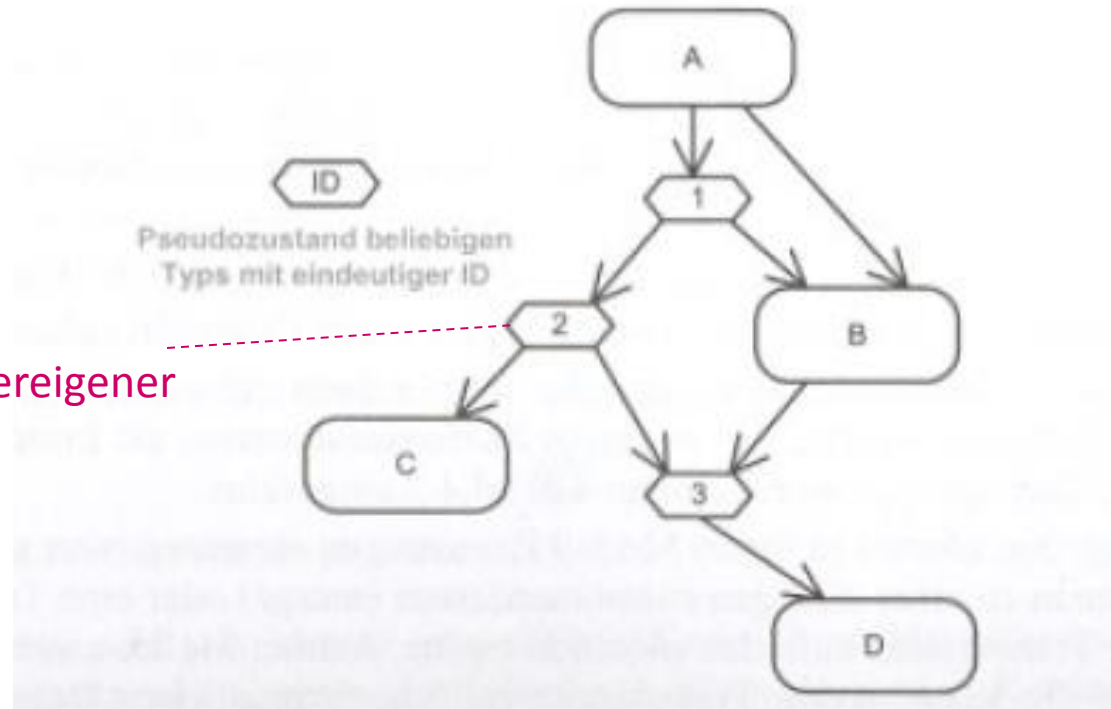 A
ID
1
Pseudozustand beliebigen
Typs mit eindeutiger ID
2
B
ereigener
C
3
D